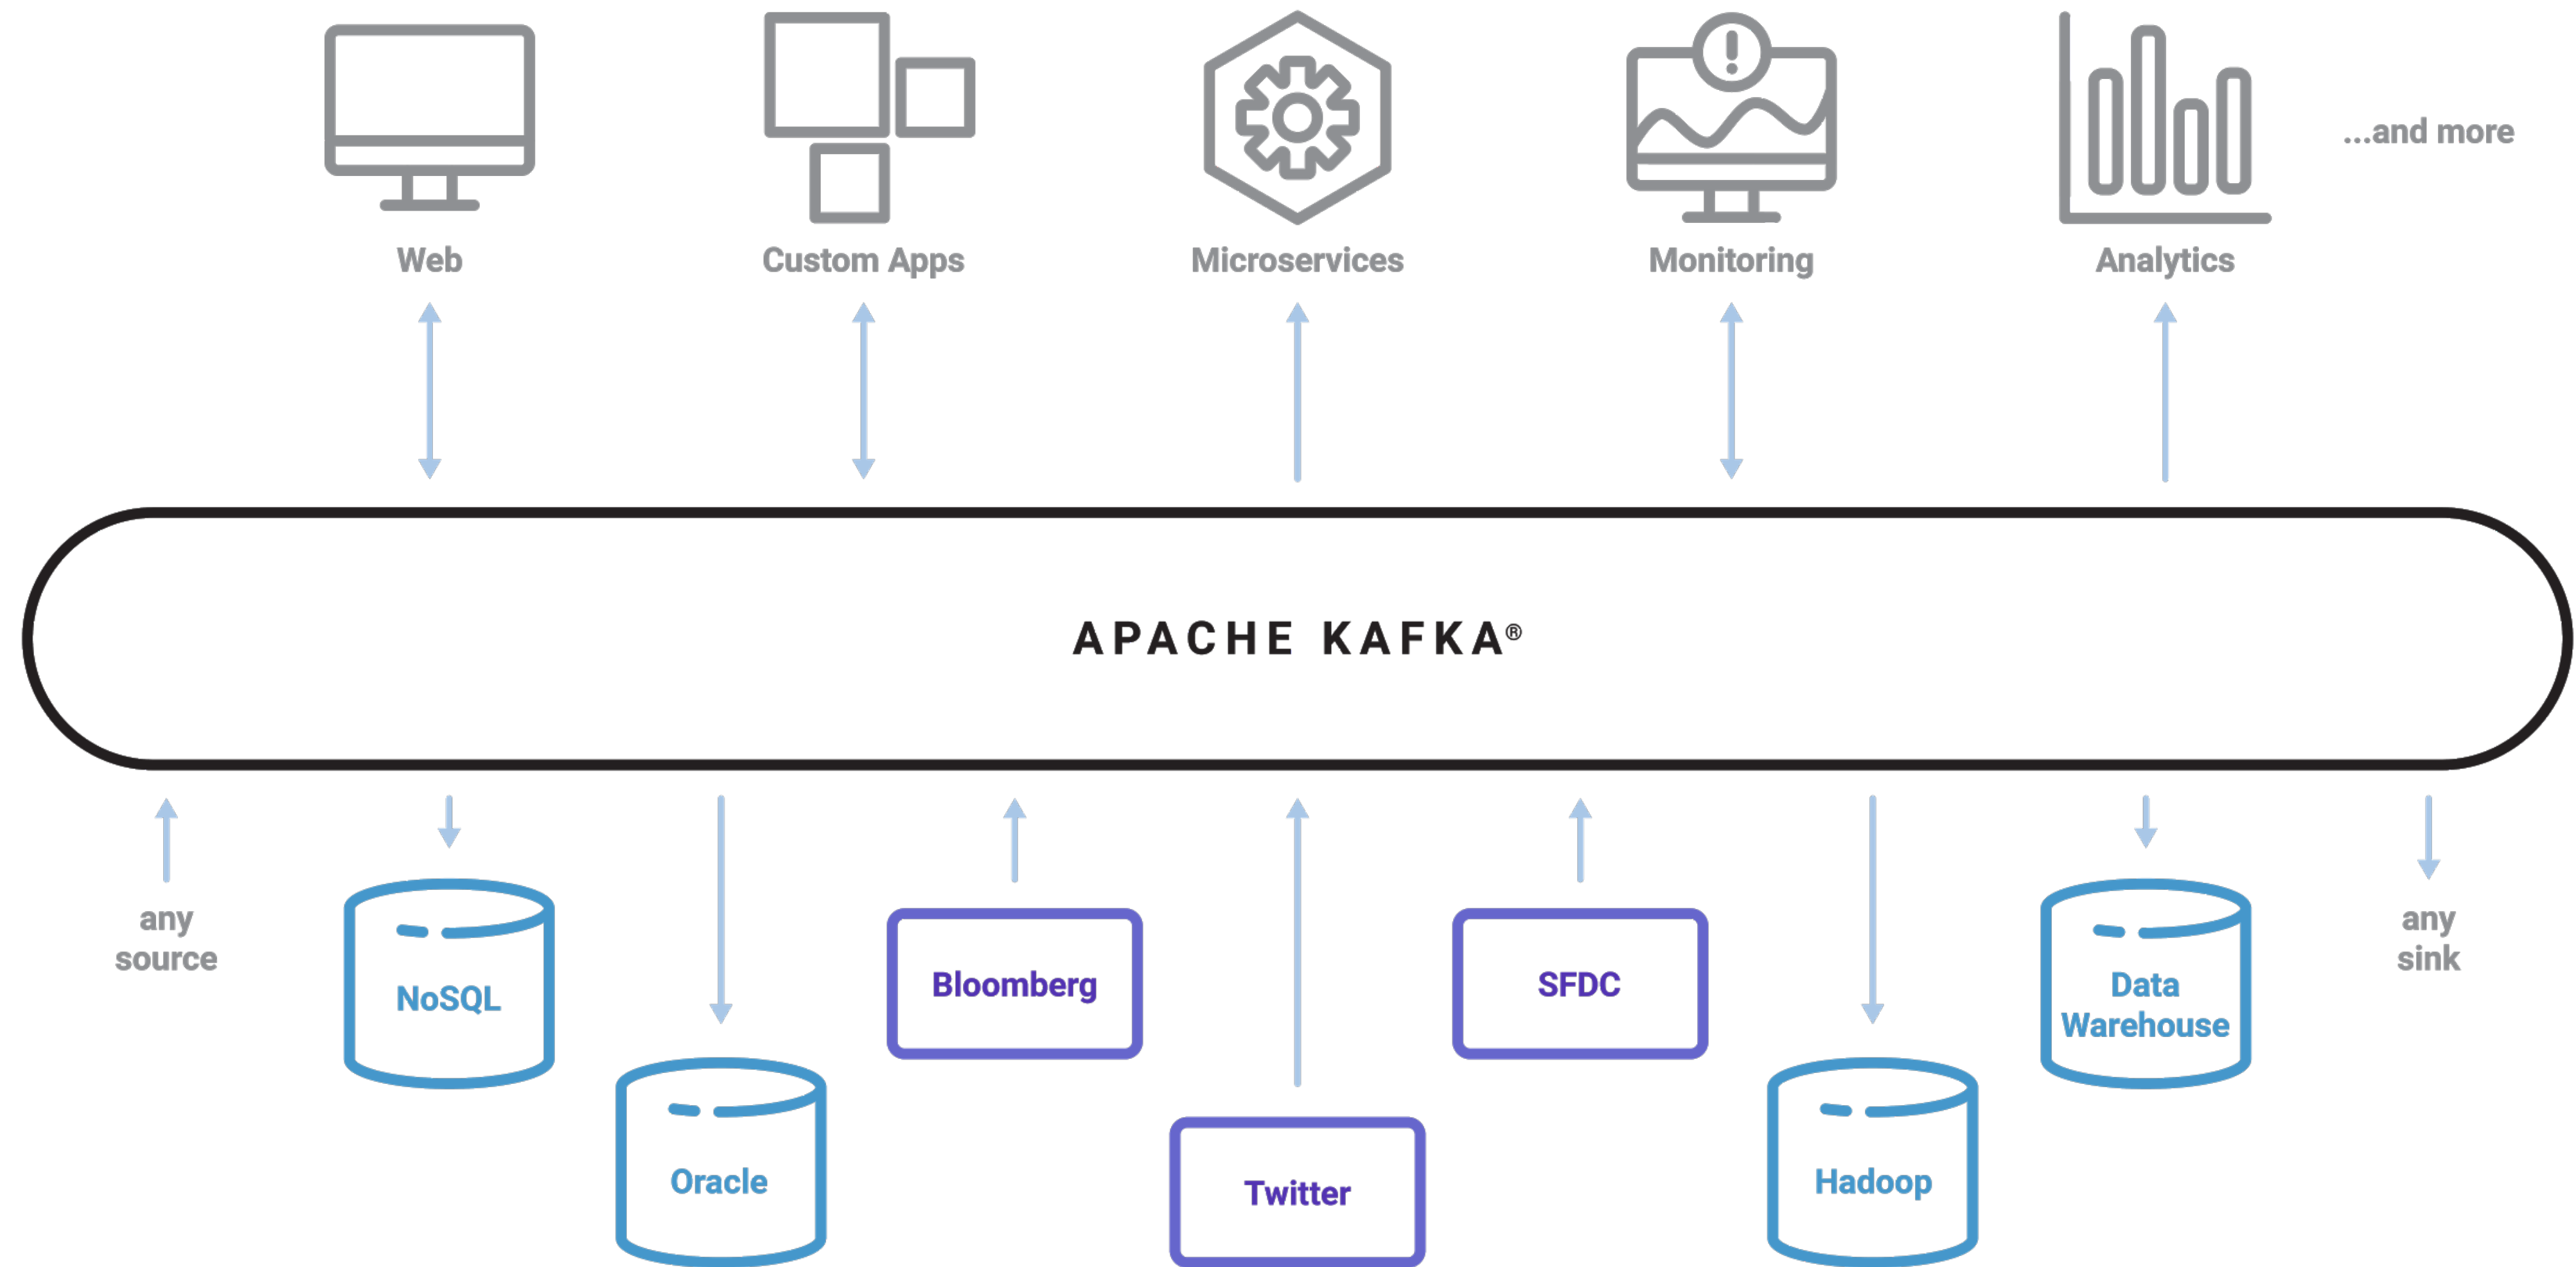 ...and more
Web
Custom Apps
Microservices
Monitoring
Analytics
APACHE KAFKA®
any
source
NoSQL
Oracle
Bloomberg
Twitter
SFDC
Hadoop
Data
Warehouse
any
sink